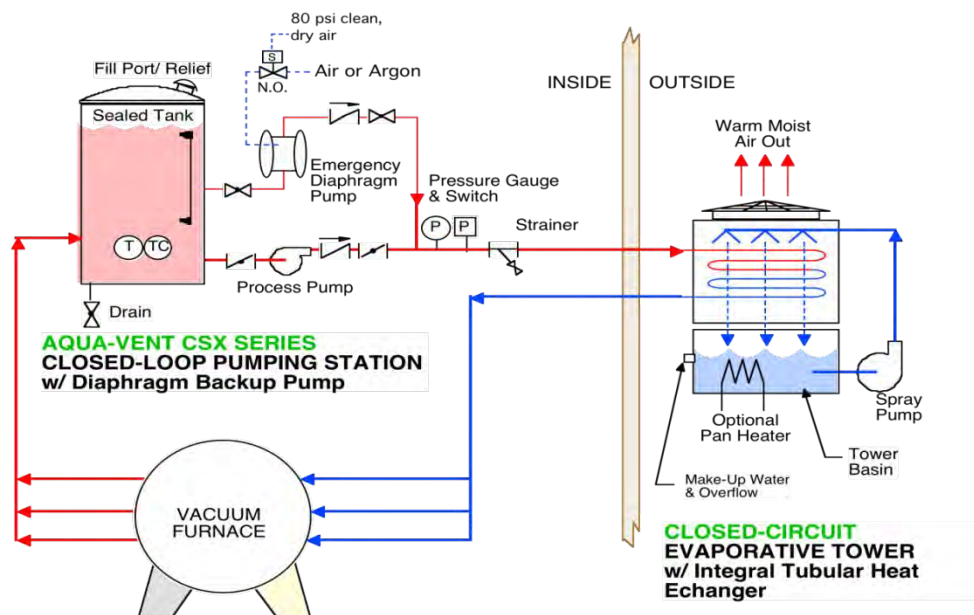 80 psi clean,
dry air
S
N.O.
Air or Argon
Fill Port/ Relief
Sealed Tank
Emergency
Diaphragm
Pump
INSIDE
OUTSIDE
Warm Moist
Air Out
Pressure Gauge
& Switch
Strainer
P
P
T
TC
Process Pump
Drain
AQUA-VENT CSX SERIES
CLOSED-LOOP PUMPING STATION
w/ Diaphragm Backup Pump
Spray
Pump
Optional
Pan Heater
Tower
Basin
Make-Up Water
& Overflow
VACUUM
FURNACE
CLOSED-CIRCUIT
EVAPORATIVE TOWER
w/ Integral Tubular Heat
Echanger